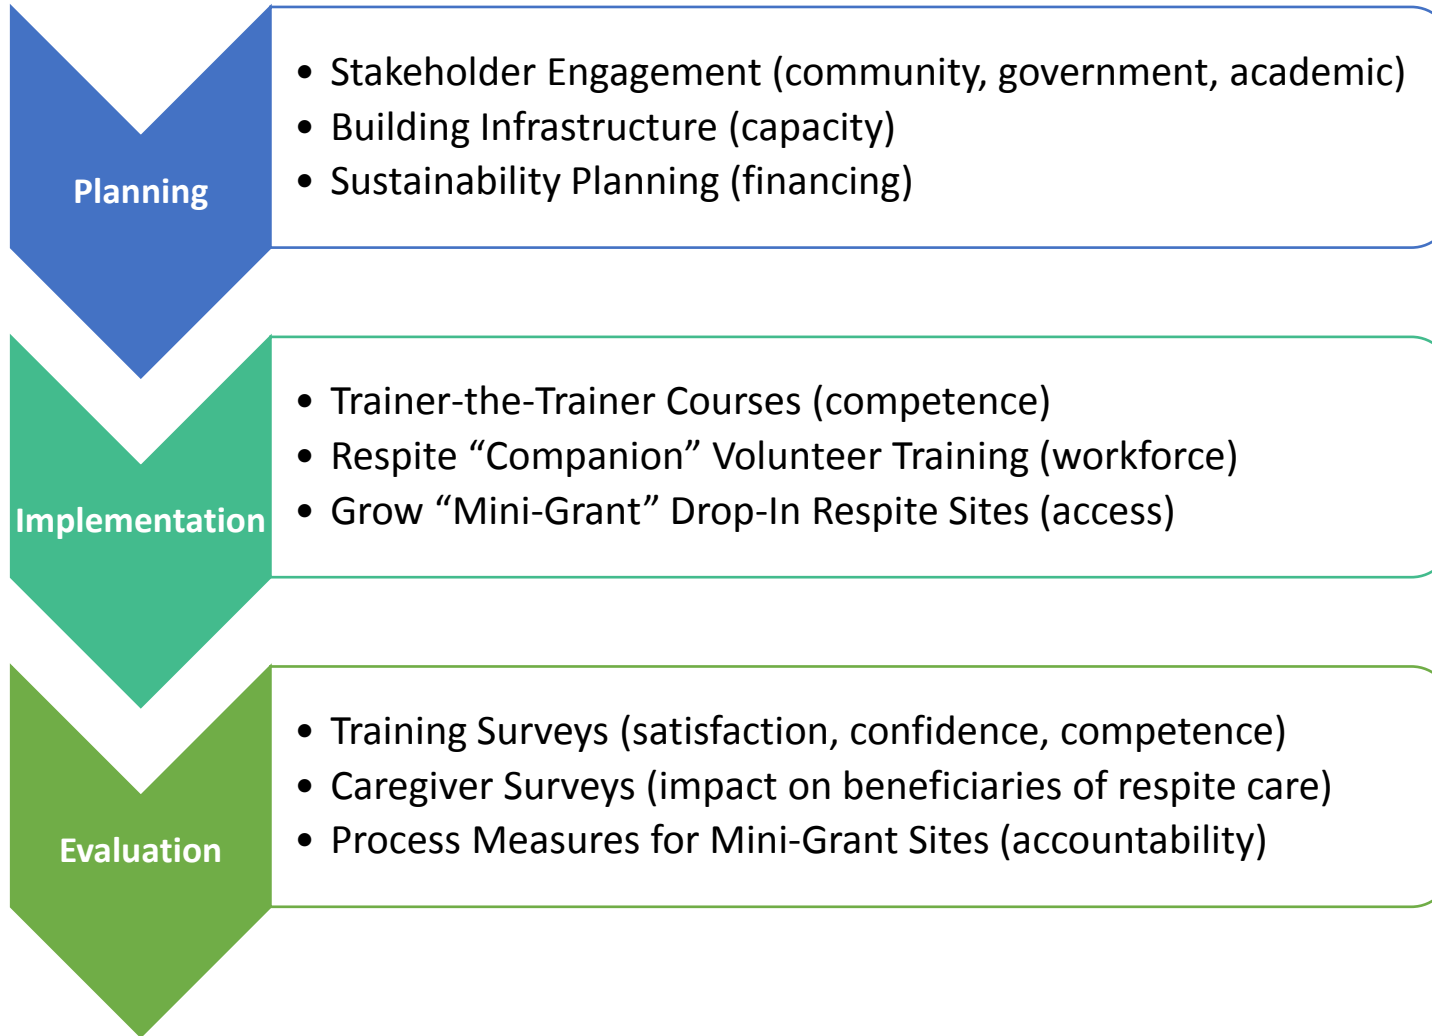 Planning
• Stakeholder Engagement (community, government, academic)
• Building Infrastructure (capacity)
• Sustainability Planning (financing)
Implementation
• Trainer-the-Trainer Courses (competence)
• Respite “Companion” Volunteer Training (workforce)
• Grow “Mini-Grant” Drop-In Respite Sites (access)
Evaluation
• Training Surveys (satisfaction, confidence, competence)
• Caregiver Surveys (impact on beneficiaries of respite care)
• Process Measures for Mini-Grant Sites (accountability)